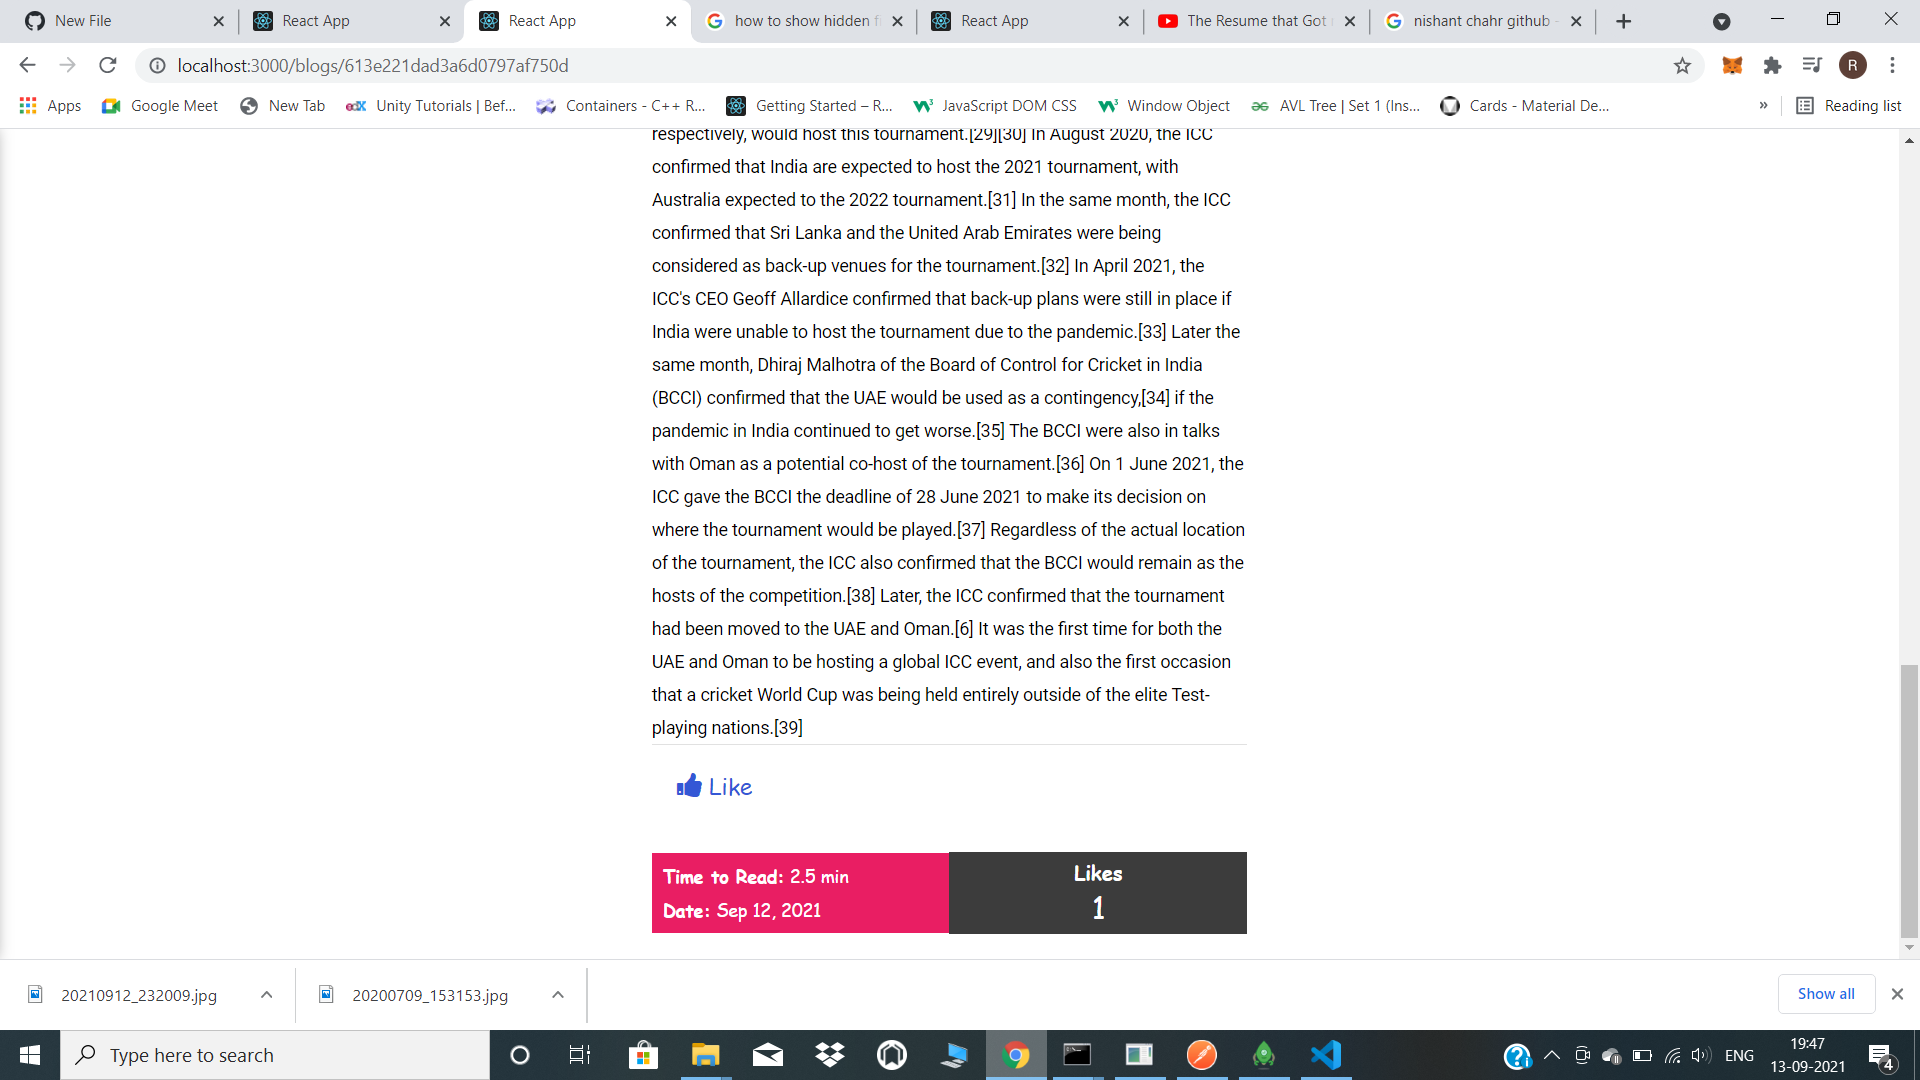 New File
React App
React App
how to show hidden fi
React App
The Resume that Got
nishant chahr github -
localhost:3000/blogs/613e221dad3a6d0797af750d
R
Apps
Google Meet
New Tab
edX Unity Tutorials | Bef...
Containers - C++ R...
Getting Started – R...
JavaScript DOM CSS
Window Object
AVL Tree | Set 1 (Ins...
Cards - Material De...
»
Reading list
respectively, would host this tournament.[29][30] In August 2020, the ICC
confirmed that India are expected to host the 2021 tournament, with
Australia expected to the 2022 tournament.[31] In the same month, the ICC
confirmed that Sri Lanka and the United Arab Emirates were being
considered as back-up venues for the tournament.[32] In April 2021, the
ICC's CEO Geoff Allardice confirmed that back-up plans were still in place if
India were unable to host the tournament due to the pandemic.[33] Later the
same month, Dhiraj Malhotra of the Board of Control for Cricket in India
(BCCI) confirmed that the UAE would be used as a contingency,[34] if the
pandemic in India continued to get worse.[35] The BCCI were also in talks
with Oman as a potential co-host of the tournament.[36] On 1 June 2021, the
ICC gave the BCCI the deadline of 28 June 2021 to make its decision on
where the tournament would be played.[37] Regardless of the actual location
of the tournament, the ICC also confirmed that the BCCI would remain as the
hosts of the competition.[38] Later, the ICC confirmed that the tournament
had been moved to the UAE and Oman.[6] It was the first time for both the
UAE and Oman to be hosting a global ICC event, and also the first occasion
that a cricket World Cup was being held entirely outside of the elite Test-
playing nations.[39]
Like
Time to Read: 2.5 min
Date: Sep 12, 2021
Likes
1
20210912_232009.jpg
20200709_153153.jpg
Show all
Type here to search
ENG
19:47
13-09-2021
4